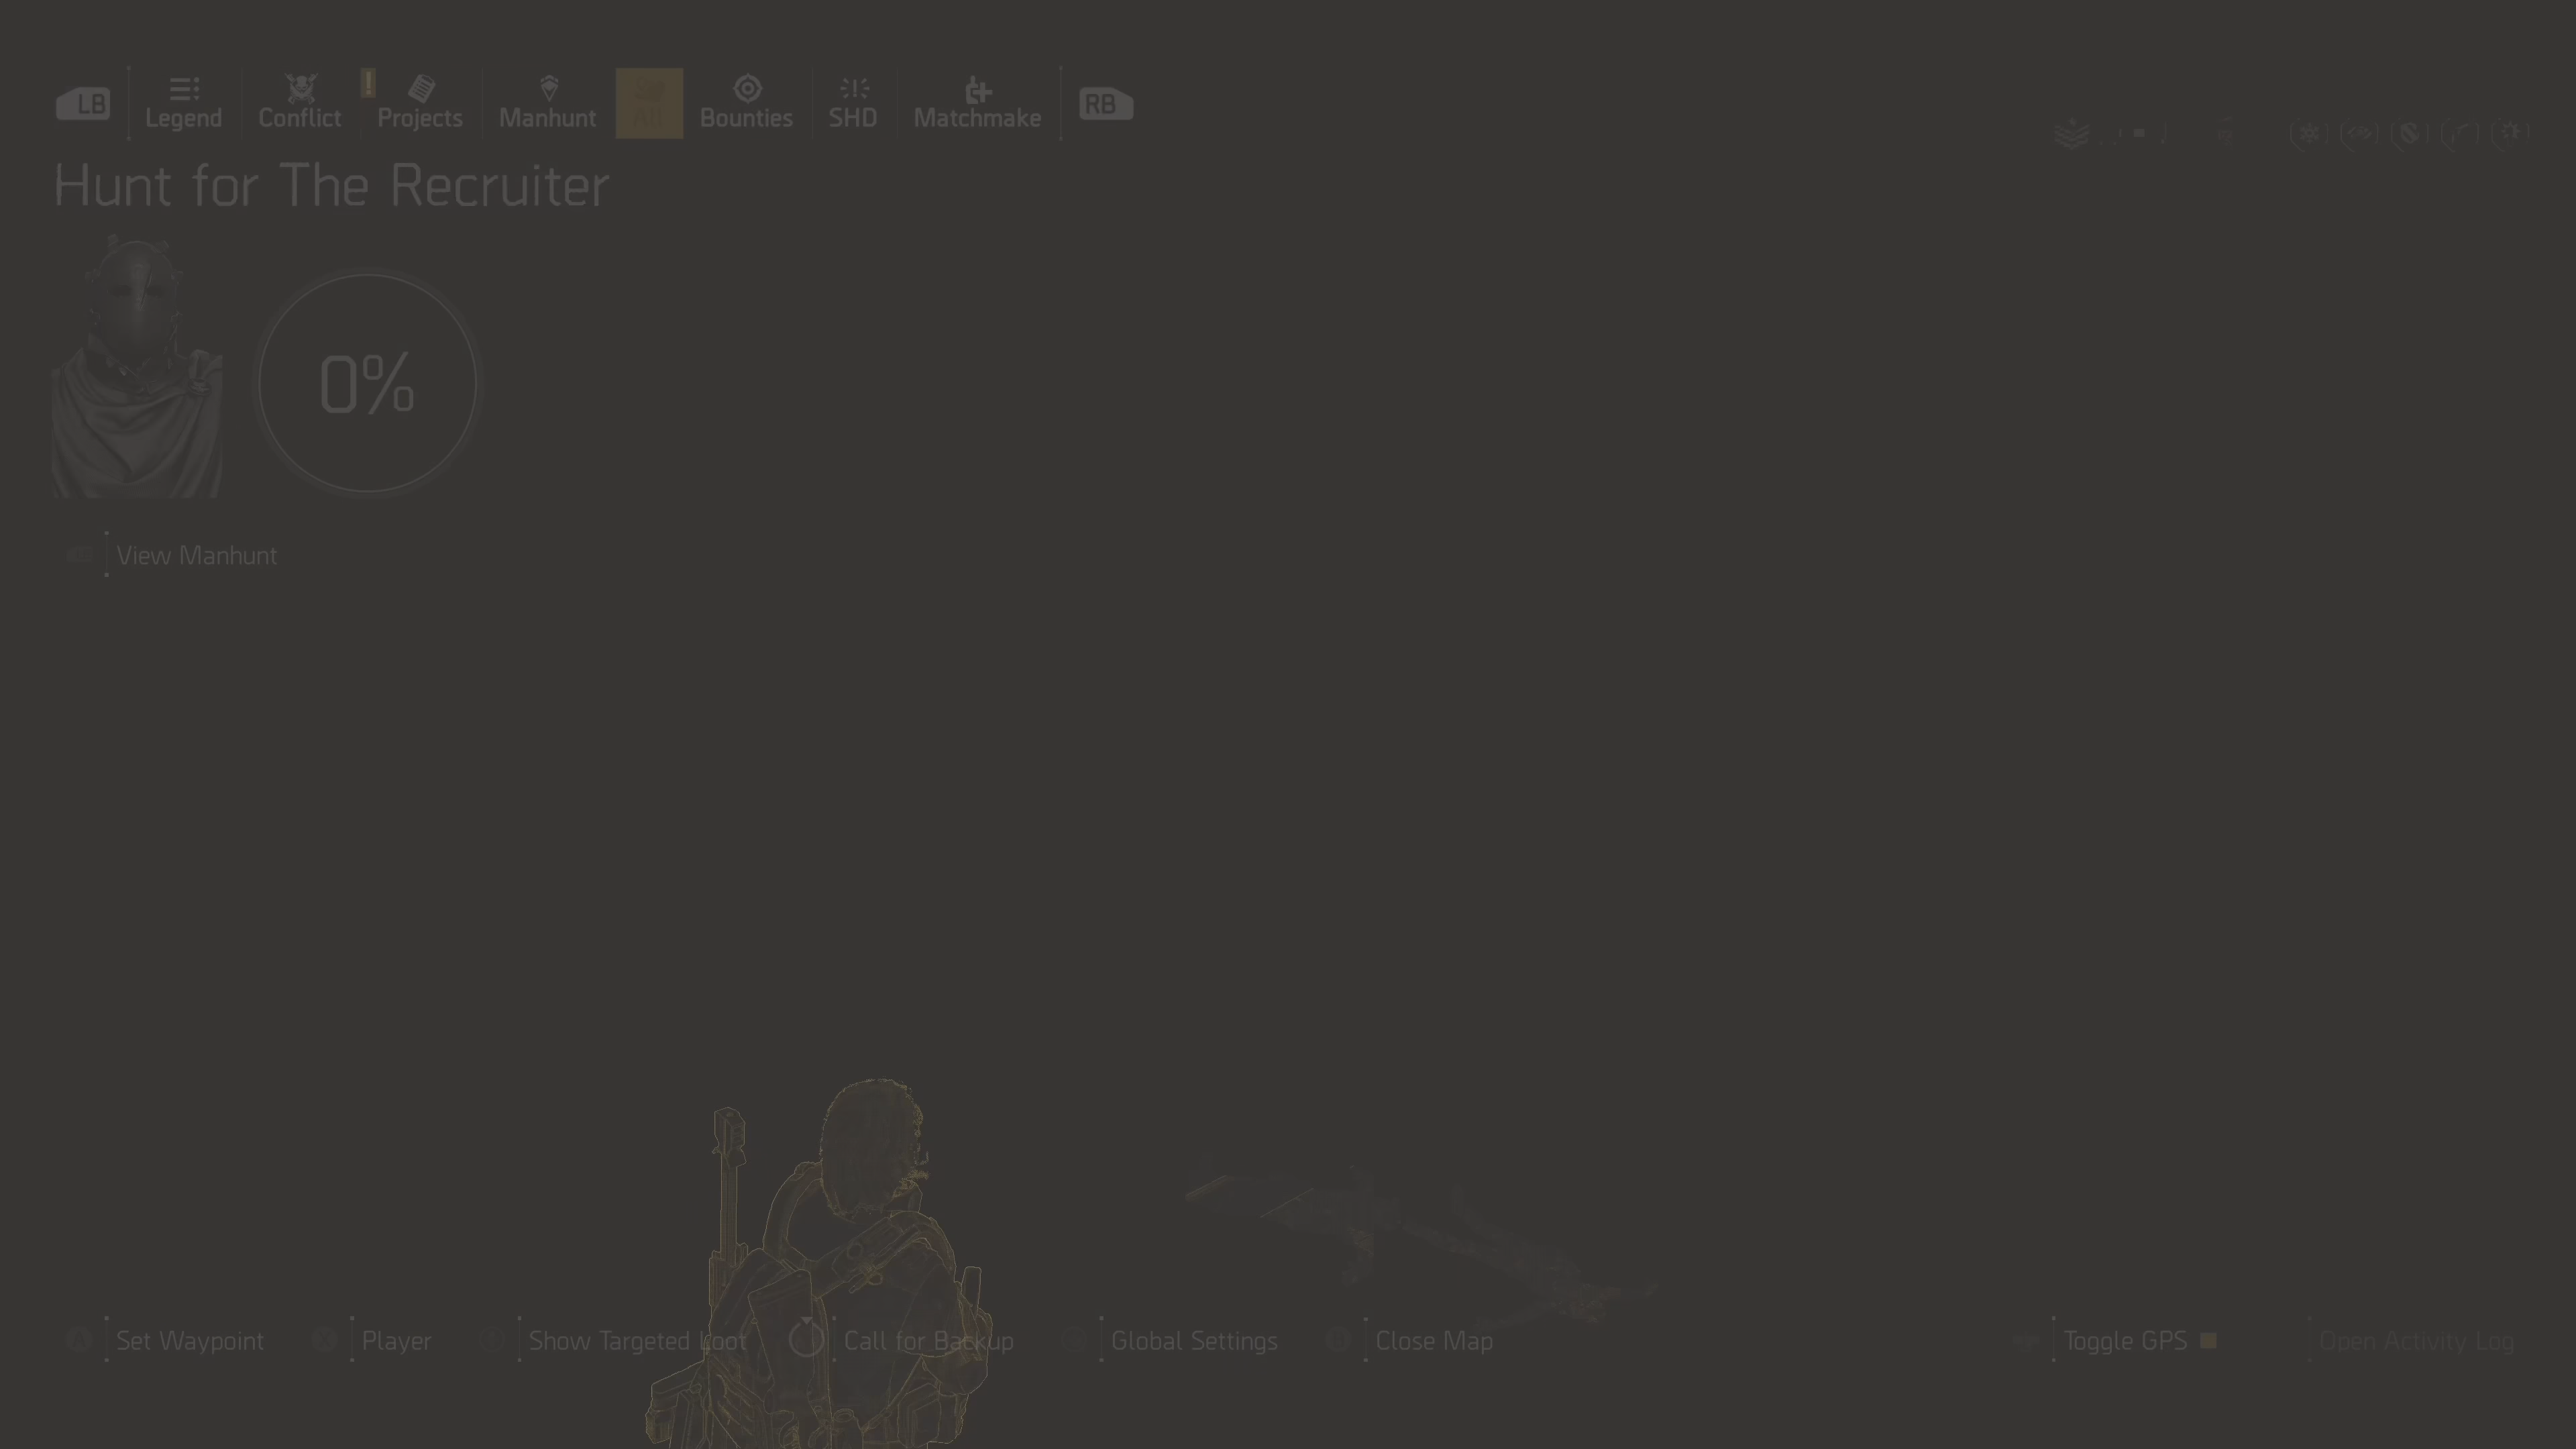 LB Legend Conflict ! Projects Manhunt All Bounties SHD Matchmake RB
Hunt for The Recruiter
0%
View Manhunt
Set Waypoint Player Show Targeted Loot Call for Backup Global Settings Close Map Toggle GPS Open Activity Log